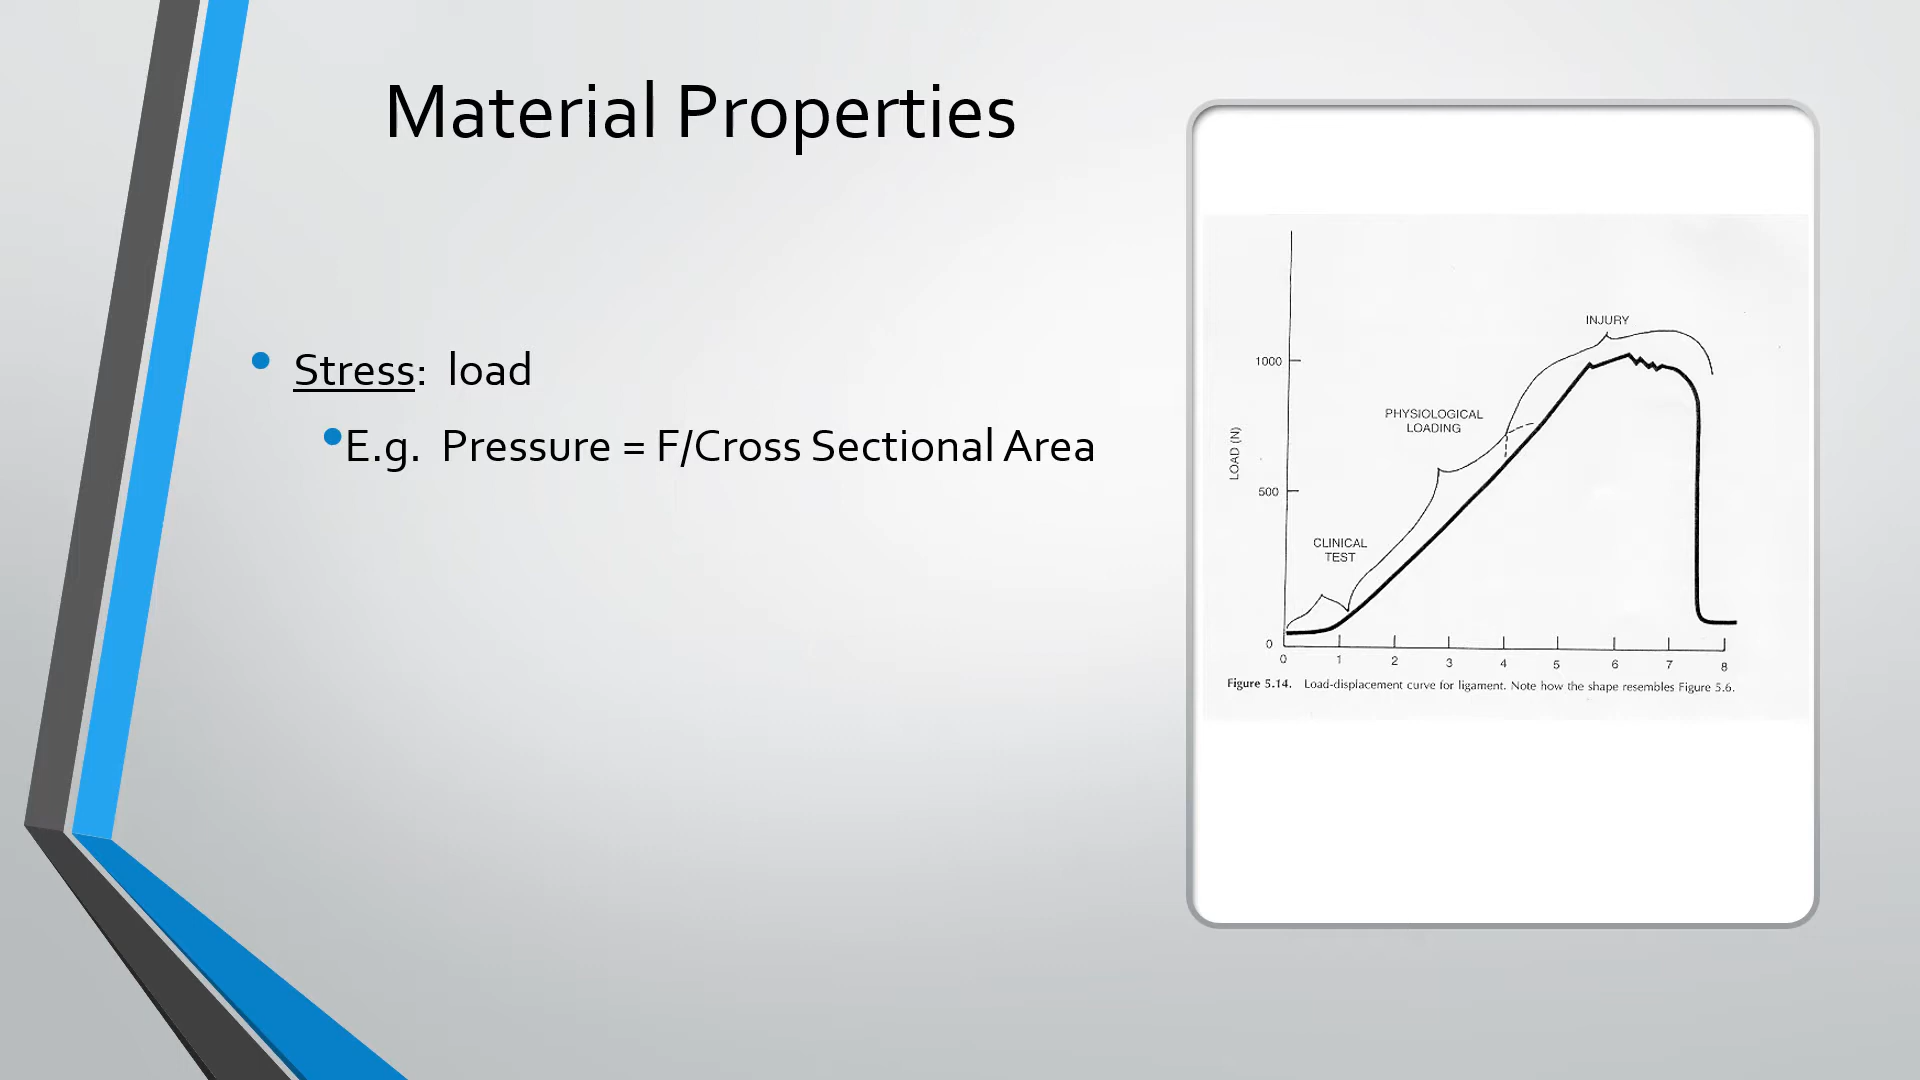 Material Properties
Stress: load
E.g. Pressure = F/Cross Sectional Area
INJURY
1000
PHYSIOLOGICAL
LOADING
LOAD (N)
500
CLINICAL
TEST
0
0 1 2 3 4 5 6 7 8
Figure 5.14. Load-displacement curve for ligament. Note how the shape resembles Figure 5.6.